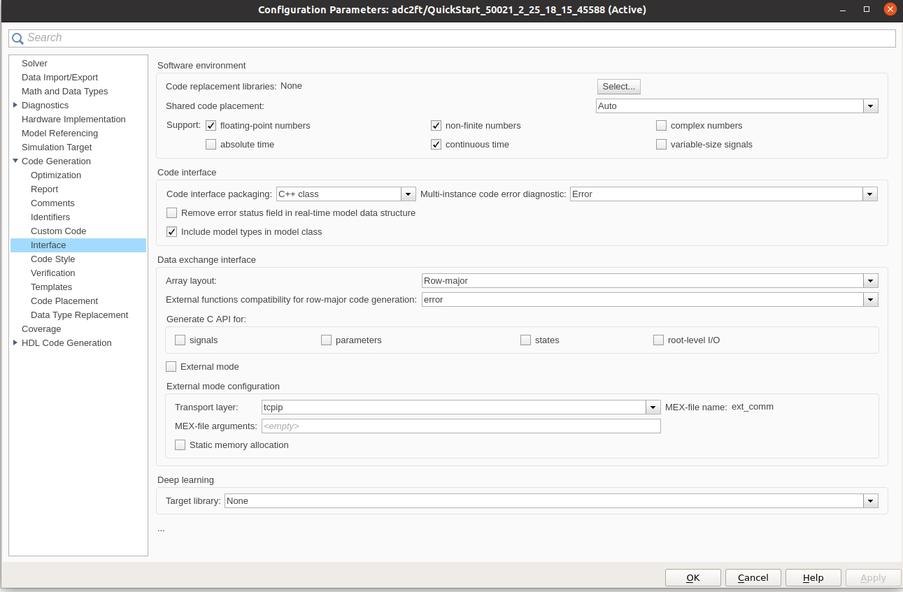 Configuration Parameters: adc2ft/QuickStart_50021_2_25_18_15_45588 (Active)
Search
Solver
Data Import/Export
Math and Data Types
Diagnostics
Hardware Implementation
Model Referencing
Simulation Target
Code Generation
Optimization
Report
Comments
Identifiers
Custom Code
Interface
Code Style
Verification
Templates
Code Placement
Data Type Replacement
Coverage
HDL Code Generation
Software environment
Code replacement libraries: None Select...
Shared code placement: Auto
Support: floating-point numbers non-finite numbers complex numbers
absolute time continuous time variable-size signals
Code interface
Code interface packaging: C++ class Multi-instance code error diagnostic: Error
Remove error status field in real-time model data structure
Include model types in model class
Data exchange interface
Array layout: Row-major
External functions compatibility for row-major code generation: error
Generate C API for:
signals parameters states root-level I/O
External mode
External mode configuration
Transport layer: tcpip MEX-file name: ext_comm
MEX-file arguments: <empty>
Static memory allocation
Deep learning
Target library: None
...
OK Cancel Help Apply